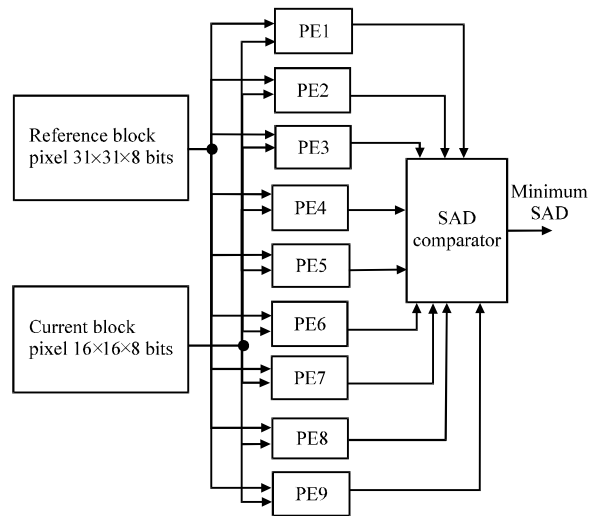 Reference block
pixel 31×31×8 bits
Current block
pixel 16×16×8 bits
PE1
PE2
PE3
PE4
PE5
PE6
PE7
PE8
PE9
SAD
comparator
Minimum
SAD